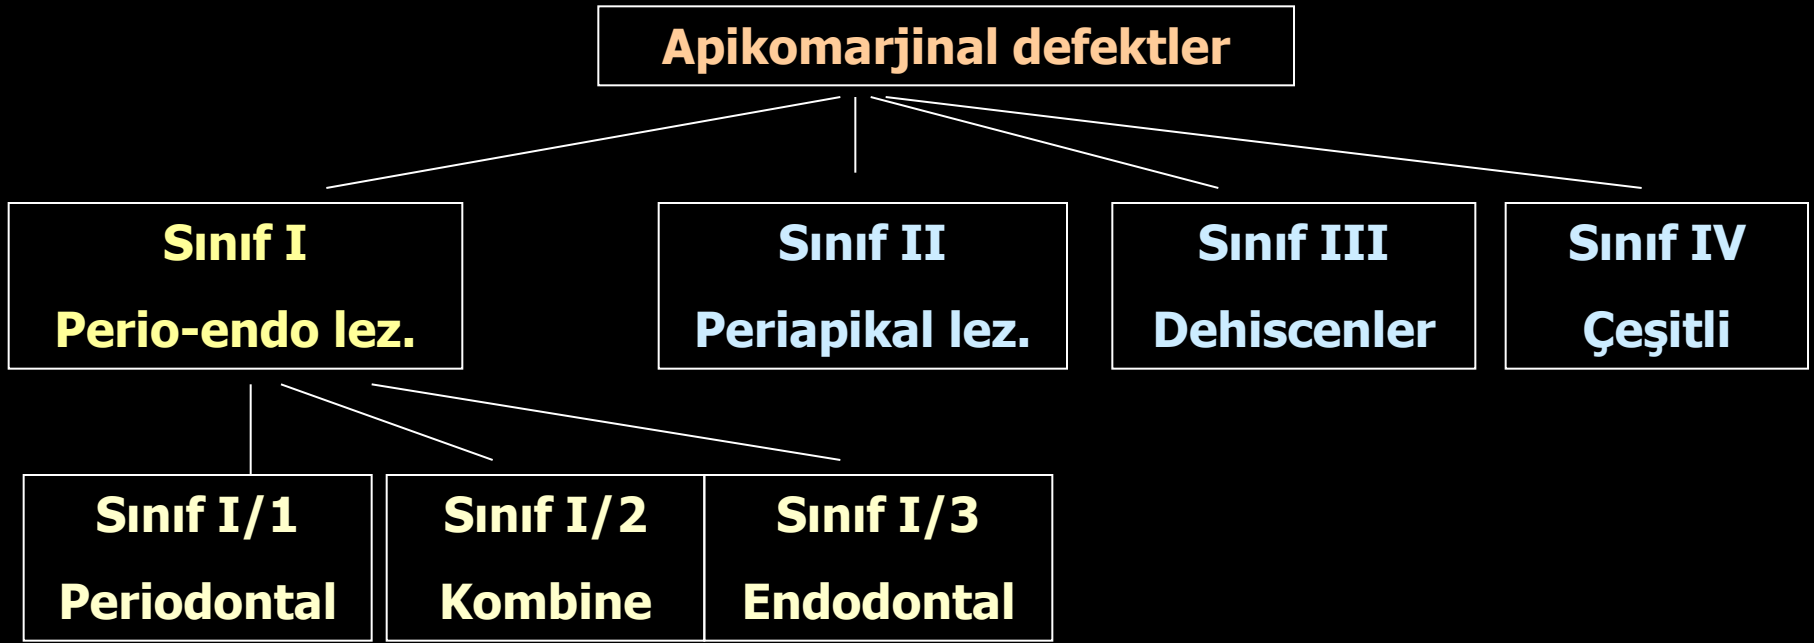 Apikomarjinal defektler
Sınıf I
Perio-endo lez.
Sınıf II
Periapikal lez.
Sınıf III
Dehiscenler
Sınıf IV
Çeşitli
Sınıf I/1
Periodontal
Sınıf I/2
Kombine
Sınıf I/3
Endodontal